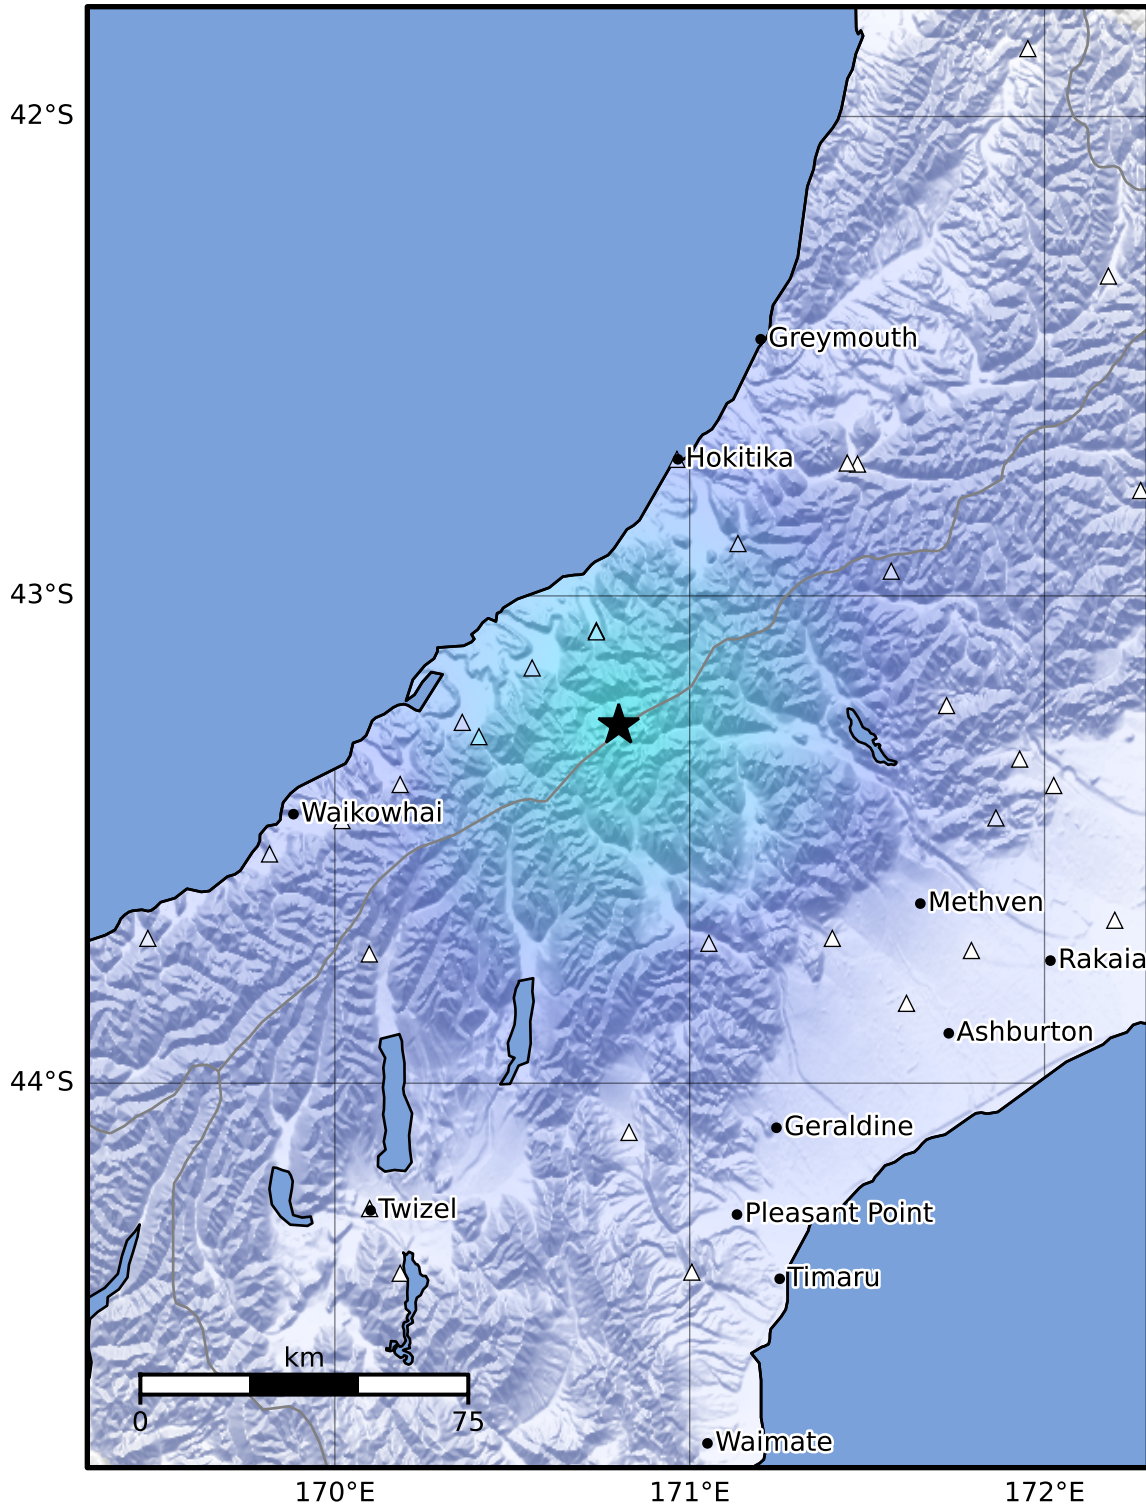 42°S
Greymouth
Hokitika
43°S
Waikowhai
Methven
Rakaia
Ashburton
44°S
Geraldine
Twizel
Pleasant Point
Timaru
km
0 75
Waimate
170°E 171°E 172°E